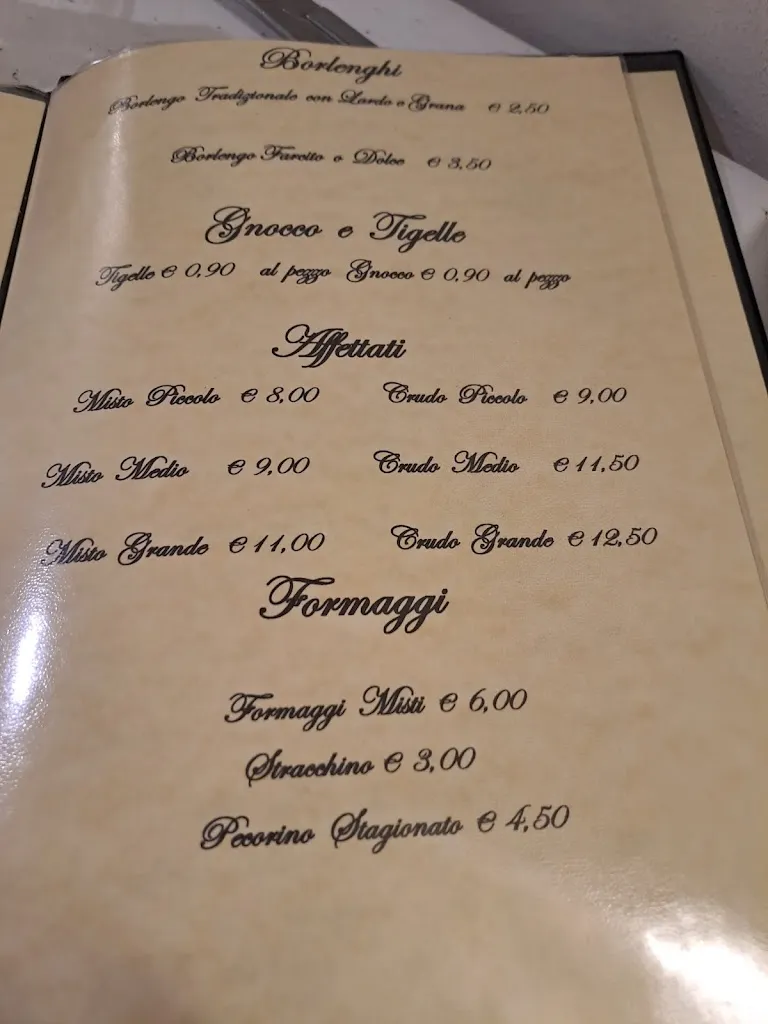 Borlenghi
Borlengo Tradizionale con Lardo e Grana € 2,50
Borlengo Farcito o Dolce € 3,50
Gnocco e Tigelle
Tigelle € 0,90 al pezzo Gnocco € 0,90 al pezzo
Affettati
Misto Piccolo € 8,00 Crudo Piccolo € 9,00
Misto Medio € 9,00 Crudo Medio € 11,50
Misto Grande € 11,00 Crudo Grande € 12,50
Formaggi
Formaggi Misti € 6,00
Stracchino € 3,00
Pecorino Stagionato € 4,50